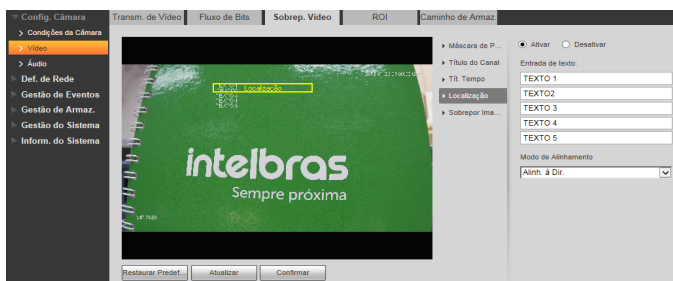 Config. Câmara
Condições da Câmara
Vídeo
Áudio
Def. de Rede
Gestão de Eventos
Gestão de Armaz.
Gestão do Sistema
Inform. do Sistema
Transm. de Vídeo
Fluxo de Bits
Sobrep. Vídeo
ROI
Caminho de Armaz.
Localização
intelbras
Sempre próxima
Máscara de P...
Título do Canal
Tít. Tempo
Localização
Sobrepor Ima...
Ativar
Desativar
Entrada de texto:
TEXTO 1
TEXTO2
TEXTO 3
TEXTO 4
TEXTO 5
Modo de Alinhamento
Alinh. á Dir.
Restaurar Predef...
Atualizar
Confirmar